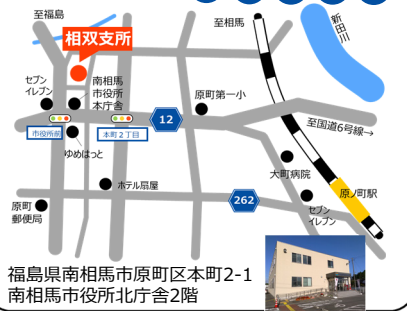 至福島
至相馬
新田川
相双支所
セブン
イレブン
南相馬
市役所
本庁舎
原町第一小
12
至国道6号線→
市役所前
本町2丁目
ゆめはっと
大町病院
ホテル扇屋
原ノ町駅
262
セブン
イレブン
原町
郵便局
福島県南相馬市原町区本町2-1
南相馬市役所北庁舎2階